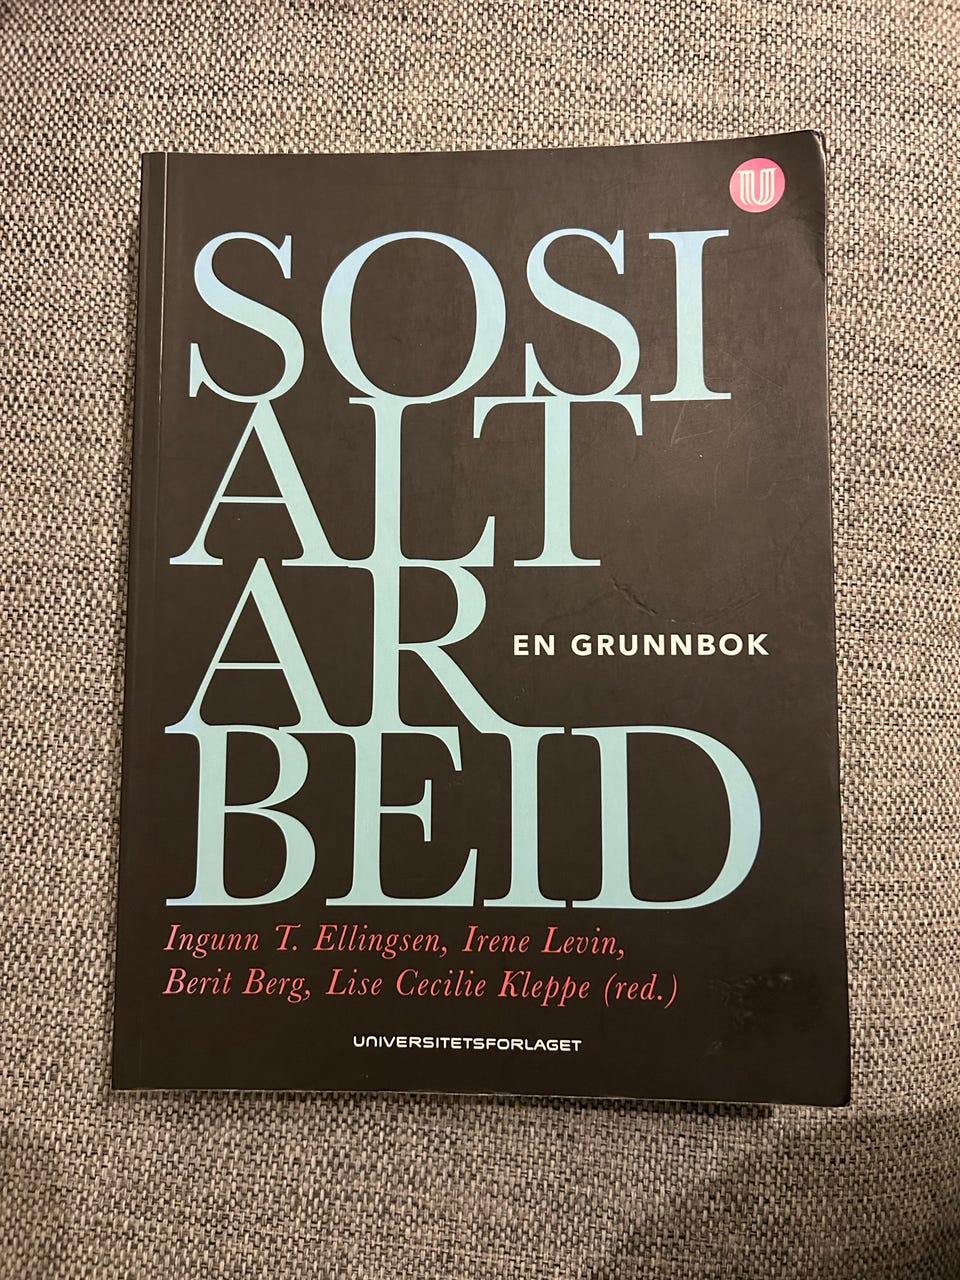 U
SOSI
ALT
AR
EN GRUNNBOK
BEID
Ingunn T. Ellingsen, Irene Levin,
Berit Berg, Lise Cecilie Kleppe (red.)
UNIVERSITETSFORLAGET